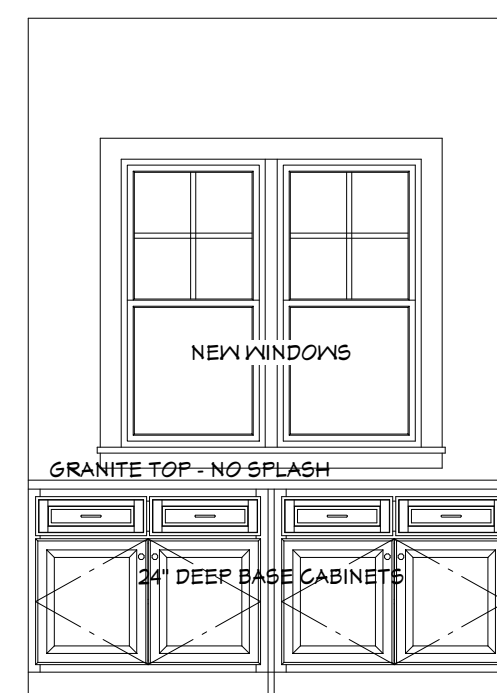 NEW WINDOWS
GRANITE TOP - NO SPLASH
24" DEEP BASE CABINETS